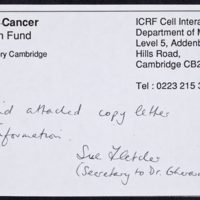 Cancer
Fund
ry Cambridge
ICRF Cell Intera
Department of M
Level 5, Addenb
Hills Road,
Cambridge CB2
Tel : 0223 215 3
attached copy letter
information.
Sue Fletcher
(Secretary to Dr.